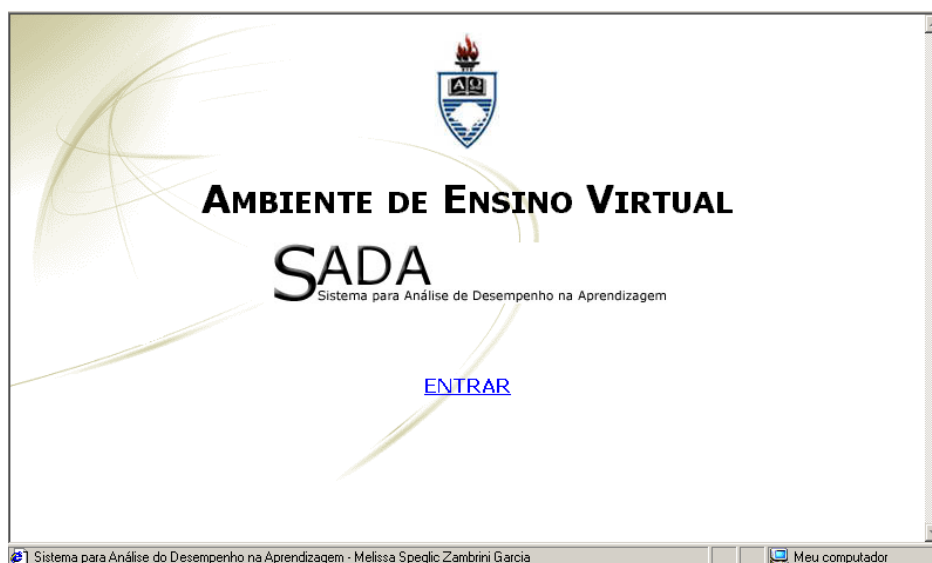 ΑΩ
AMBIENTE DE ENSINO VIRTUAL
SADA
Sistema para Análise de Desempenho na Aprendizagem
ENTRAR
Sistema para Análise do Desempenho na Aprendizagem - Melissa Speglic Zambrini Garcia
Meu computador